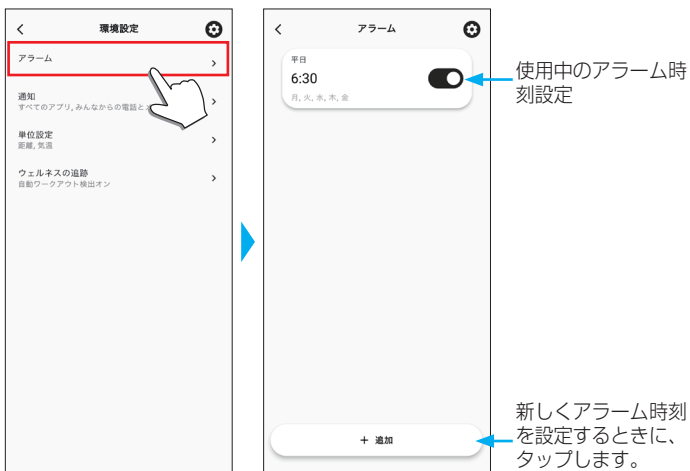 環境設定
アラーム
通知
すべてのアプリ, みんなからの電話と
単位設定
距離, 気温
ウェルネスの追跡
自動ワークアウト検出オン
アラーム
平日
6:30
月, 火, 水, 木, 金
+ 追加
使用中のアラーム時
刻設定
新しくアラーム時刻
を設定するときに、
タップします。